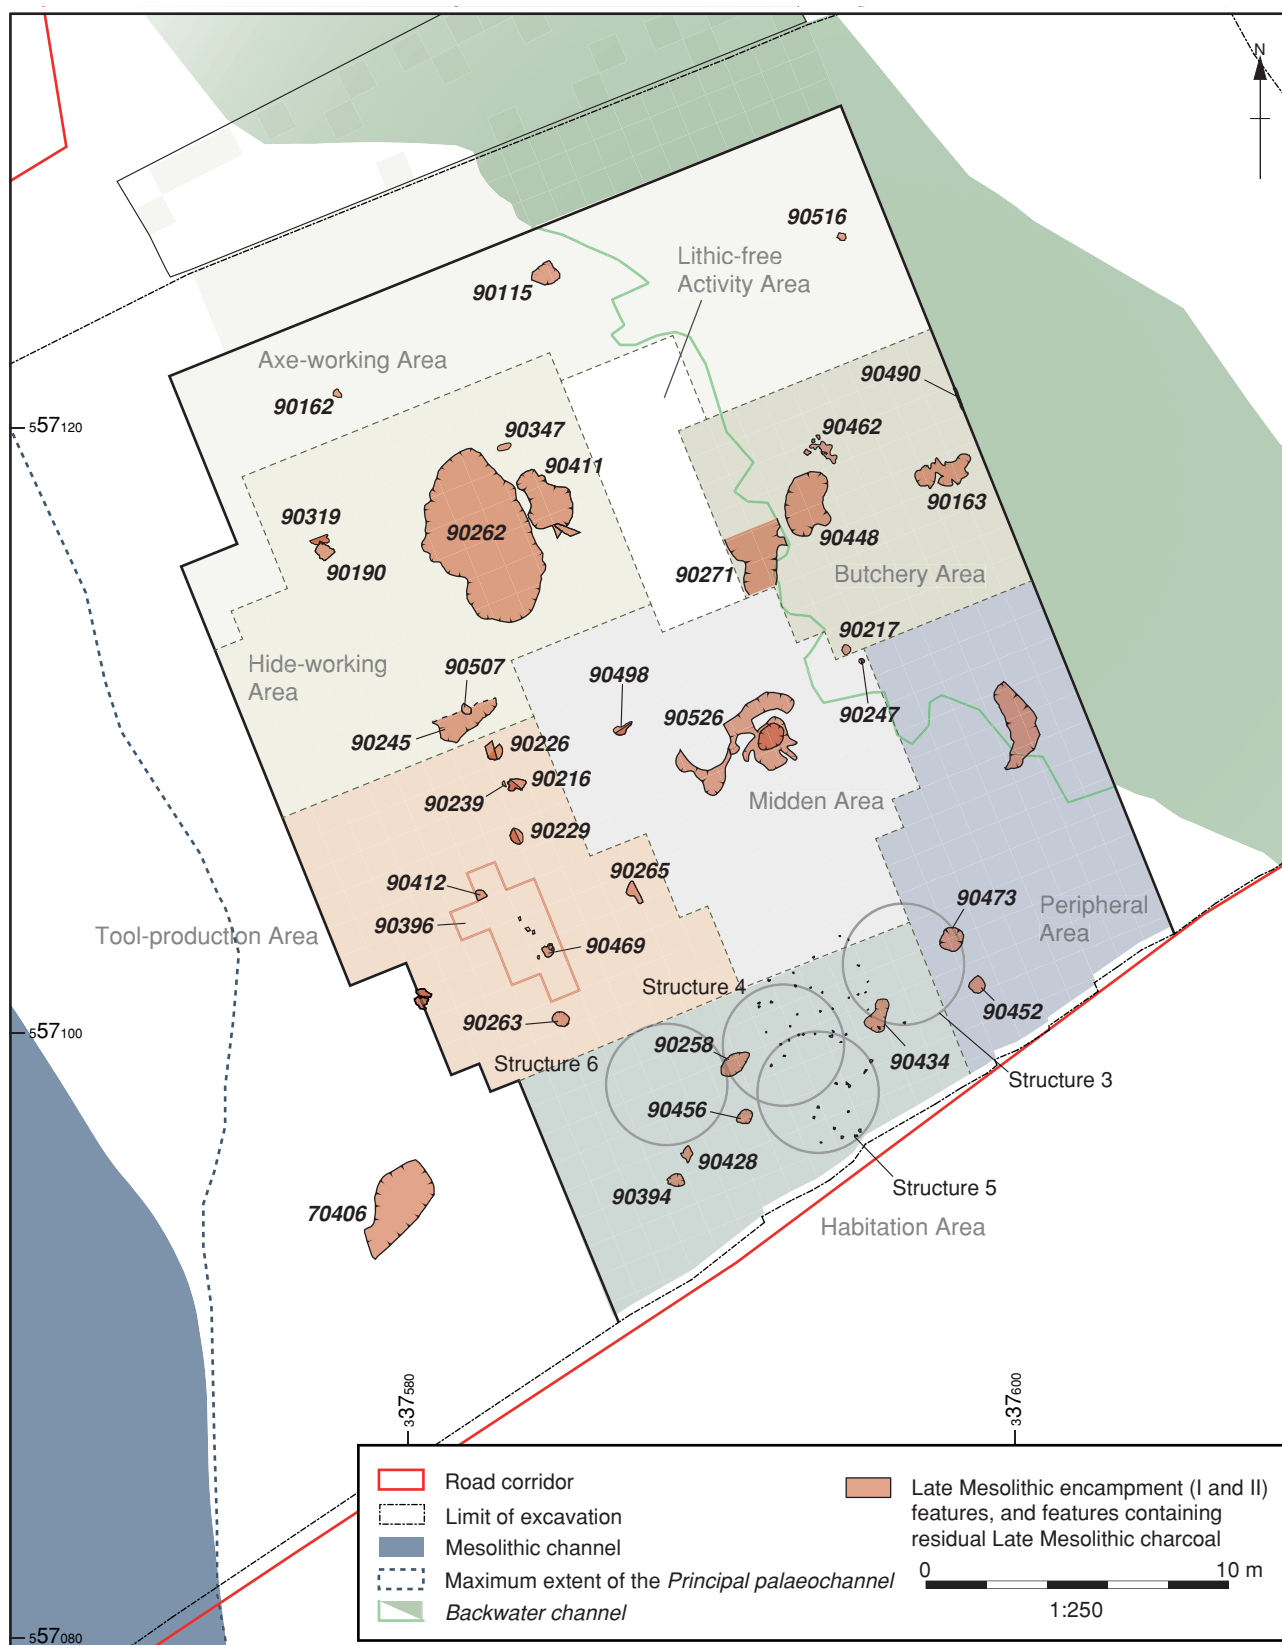 N
90516
Lithic-free
Activity Area
90115
Axe-working Area
90162
90490
557120
90347
90462
90411
90163
90319
90262
90448
90190
90271
Butchery Area
90217
Hide-working
Area
90507
90498
90526
90247
90245
90226
90216
90239
Midden Area
90229
90265
90412
90473
Peripheral
Area
90396
Tool-production Area
90469
Structure 4
90452
557100
90263
Structure 6
90258
90434
Structure 3
90456
90428
90394
Structure 5
70406
Habitation Area
337580
337600
Road corridor
Limit of excavation
Mesolithic channel
Maximum extent of the Principal palaeochannel
Backwater channel
Late Mesolithic encampment (I and II)
features, and features containing
residual Late Mesolithic charcoal
0 10 m
1:250
557080